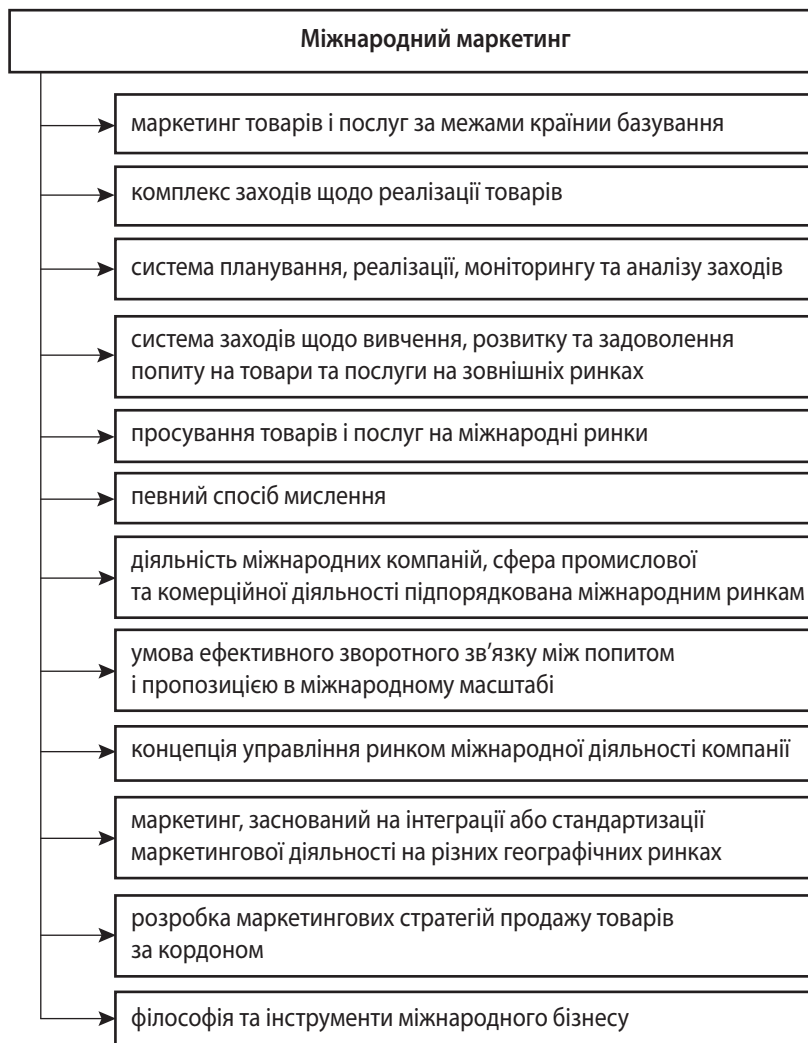 Міжнародний маркетинг
маркетинг товарів і послуг за межами країнии базування
комплекс заходів щодо реалізації товарів
система планування, реалізації, моніторингу та аналізу заходів
система заходів щодо вивчення, розвитку та задоволення
попиту на товари та послуги на зовнішніх ринках
просування товарів і послуг на міжнародні ринки
певний спосіб мислення
діяльність міжнародних компаній, сфера промислової
та комерційної діяльності підпорядкована міжнародним ринкам
умова ефективного зворотного зв’язку між попитом
і пропозицією в міжнародному масштабі
концепція управління ринком міжнародної діяльності компанії
маркетинг, заснований на інтеграції або стандартизації
маркетингової діяльності на різних географічних ринках
розробка маркетингових стратегій продажу товарів
за кордоном
філософія та інструменти міжнародного бізнесу